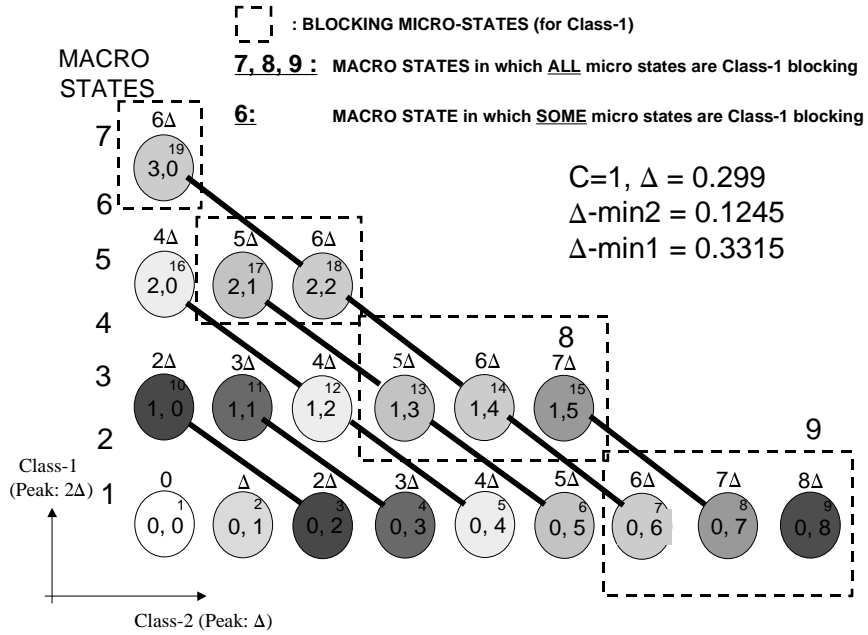 : BLOCKING MICRO-STATES (for Class-1)
MACRO
STATES
7, 8, 9 : MACRO STATES in which ALL micro states are Class-1 blocking
6: MACRO STATE in which SOME micro states are Class-1 blocking
C=1, Δ = 0.299
Δ-min2 = 0.1245
Δ-min1 = 0.3315
7
6Δ
19
3,0
6
5
4Δ 5Δ 6Δ
16 17 18
2,0 2,1 2,2
4
8
3
2Δ 3Δ 4Δ 5Δ 6Δ 7Δ
10 11 12 13 14 15
1, 0 1,1 1,2 1,3 1,4 1,5
2
9
Class-1
(Peak: 2Δ)
1
0 Δ 2Δ 3Δ 4Δ 5Δ 6Δ 7Δ 8Δ
1 2 3 4 5 6 7 8 9
0, 0 0, 1 0, 2 0, 3 0, 4 0, 5 0, 6 0, 7 0, 8
Class-2 (Peak: Δ)